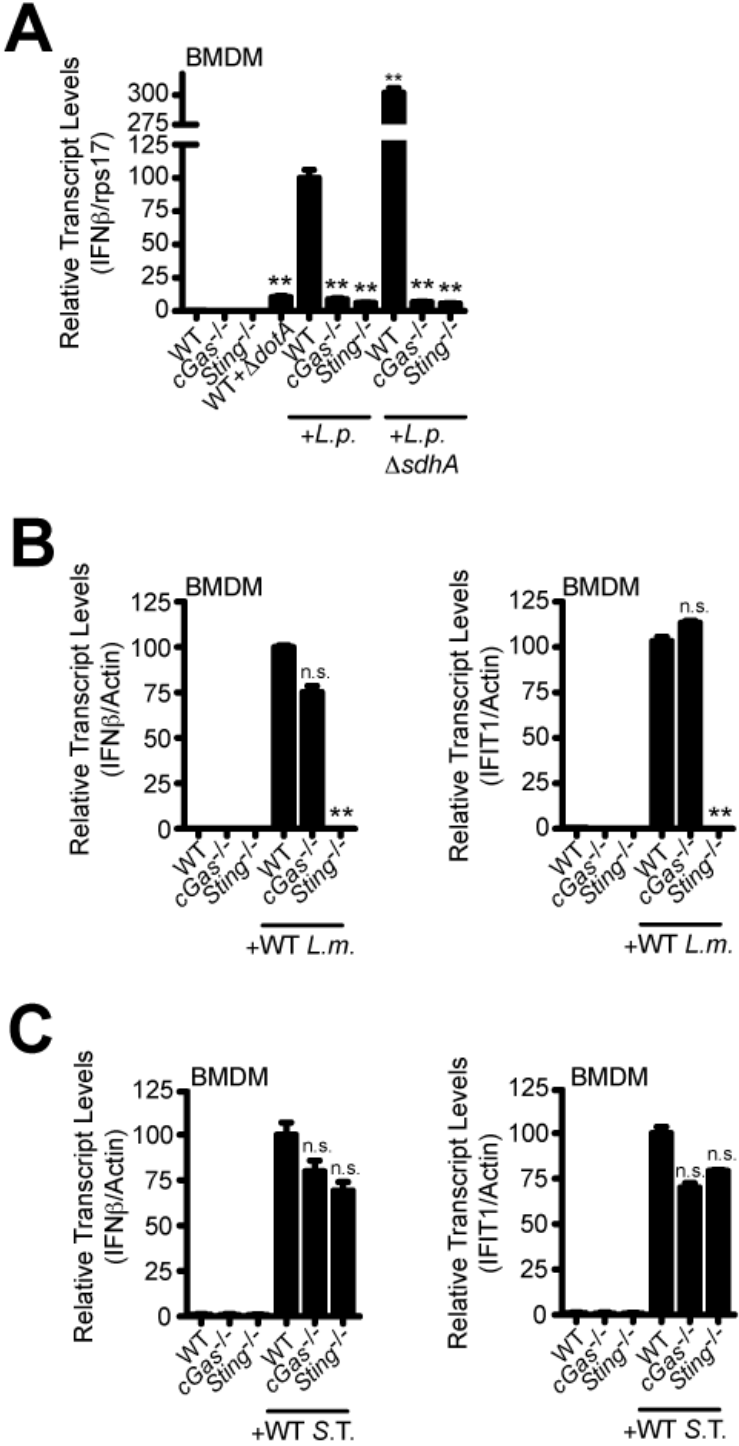 A
BMDM
Relative Transcript Levels
(IFNβ/rps17)
300
275
125
100
75
50
25
0
**
**
**
**
**
**
WT
cGas-/-
Sting-/-
WT+ΔdotA
WT
cGas-/-
Sting-/-
WT
cGas-/-
Sting-/-
+L.p.
+L.p.
ΔsdhA
B
BMDM
Relative Transcript Levels
(IFNβ/Actin)
125
100
75
50
25
0
n.s.
**
WT
cGas-/-
Sting-/-
WT
cGas-/-
Sting-/-
+WT L.m.
BMDM
Relative Transcript Levels
(IFIT1/Actin)
125
100
75
50
25
0
n.s.
**
WT
cGas-/-
Sting-/-
WT
cGas-/-
Sting-/-
+WT L.m.
C
BMDM
Relative Transcript Levels
(IFNβ/Actin)
125
100
75
50
25
0
n.s.
n.s.
WT
cGas-/-
Sting-/-
WT
cGas-/-
Sting-/-
+WT S.T.
BMDM
Relative Transcript Levels
(IFIT1/Actin)
125
100
75
50
25
0
n.s.
n.s.
WT
cGas-/-
Sting-/-
WT
cGas-/-
Sting-/-
+WT S.T.